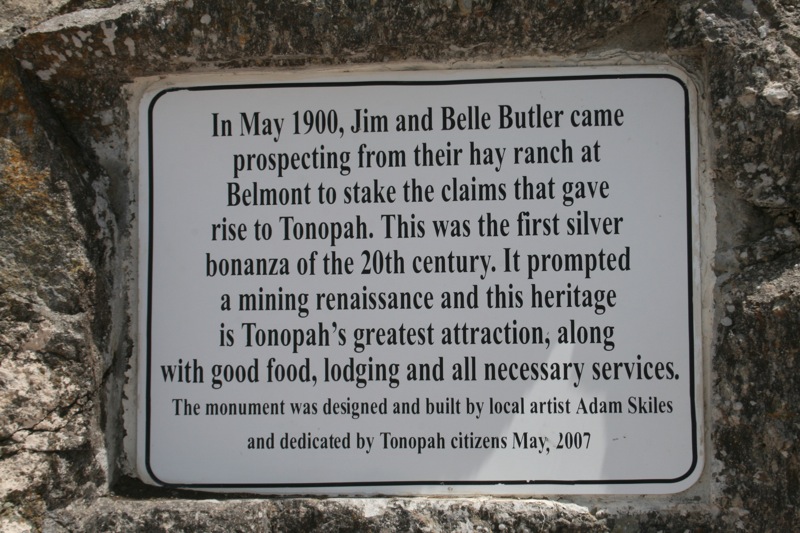 In May 1900, Jim and Belle Butler came
prospecting from their hay ranch at
Belmont to stake the claims that gave
rise to Tonopah. This was the first silver
bonanza of the 20th century. It prompted
a mining renaissance and this heritage
is Tonopah's greatest attraction, along
with good food, lodging and all necessary services.
The monument was designed and built by local artist Adam Skiles
and dedicated by Tonopah citizens May, 2007